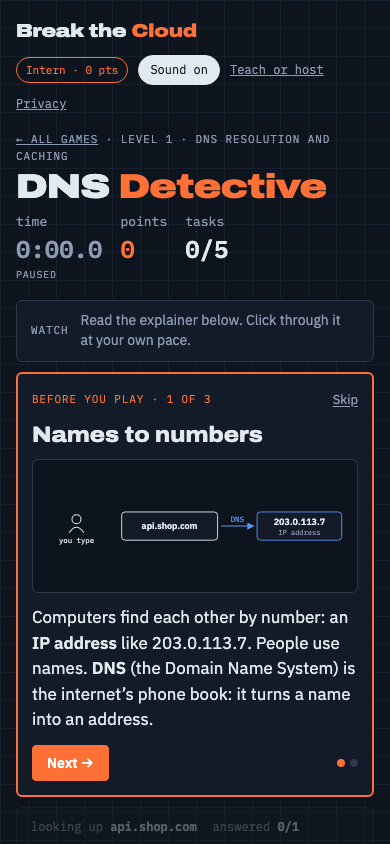 Break the Cloud
Intern · 0 pts
Sound on
Teach or host
Privacy
← ALL GAMES · LEVEL 1 · DNS RESOLUTION AND
CACHING
DNS Detective
time points tasks
0:00.0 0 0/5
PAUSED
WATCH
Read the explainer below. Click through it
at your own pace.
BEFORE YOU PLAY · 1 OF 3
Skip
Names to numbers
you type
api.shop.com
DNS
203.0.113.7
IP address
Computers find each other by number: an
IP address like 203.0.113.7. People use
names. DNS (the Domain Name System) is
the internet’s phone book: it turns a name
into an address.
Next →
looking up api.shop.com answered 0/1